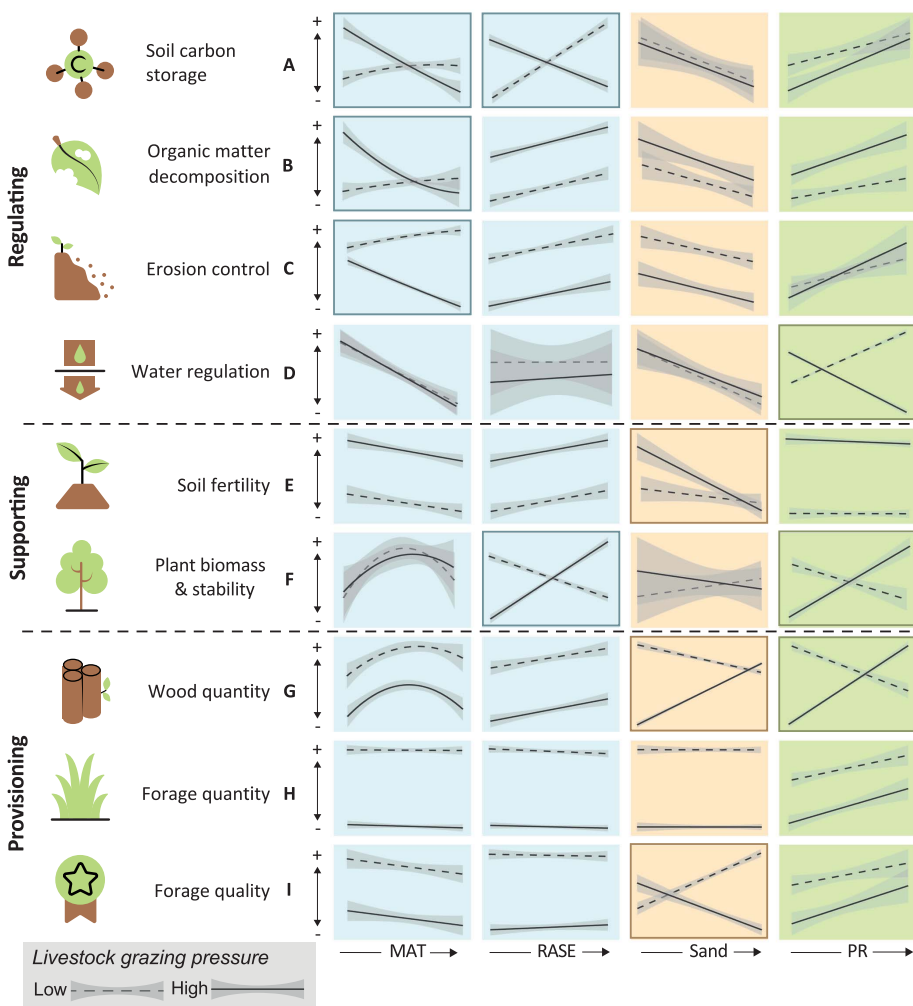 Regulating
Soil carbon
storage
A
+
-
Organic matter
decomposition
B
+
-
Erosion control
C
+
-
Water regulation
D
+
-
Supporting
Soil fertility
E
+
-
Plant biomass
& stability
F
+
-
Provisioning
Wood quantity
G
+
-
Forage quantity
H
+
-
Forage quality
I
+
-
MAT
RASE
Sand
PR
Livestock grazing pressure
Low High